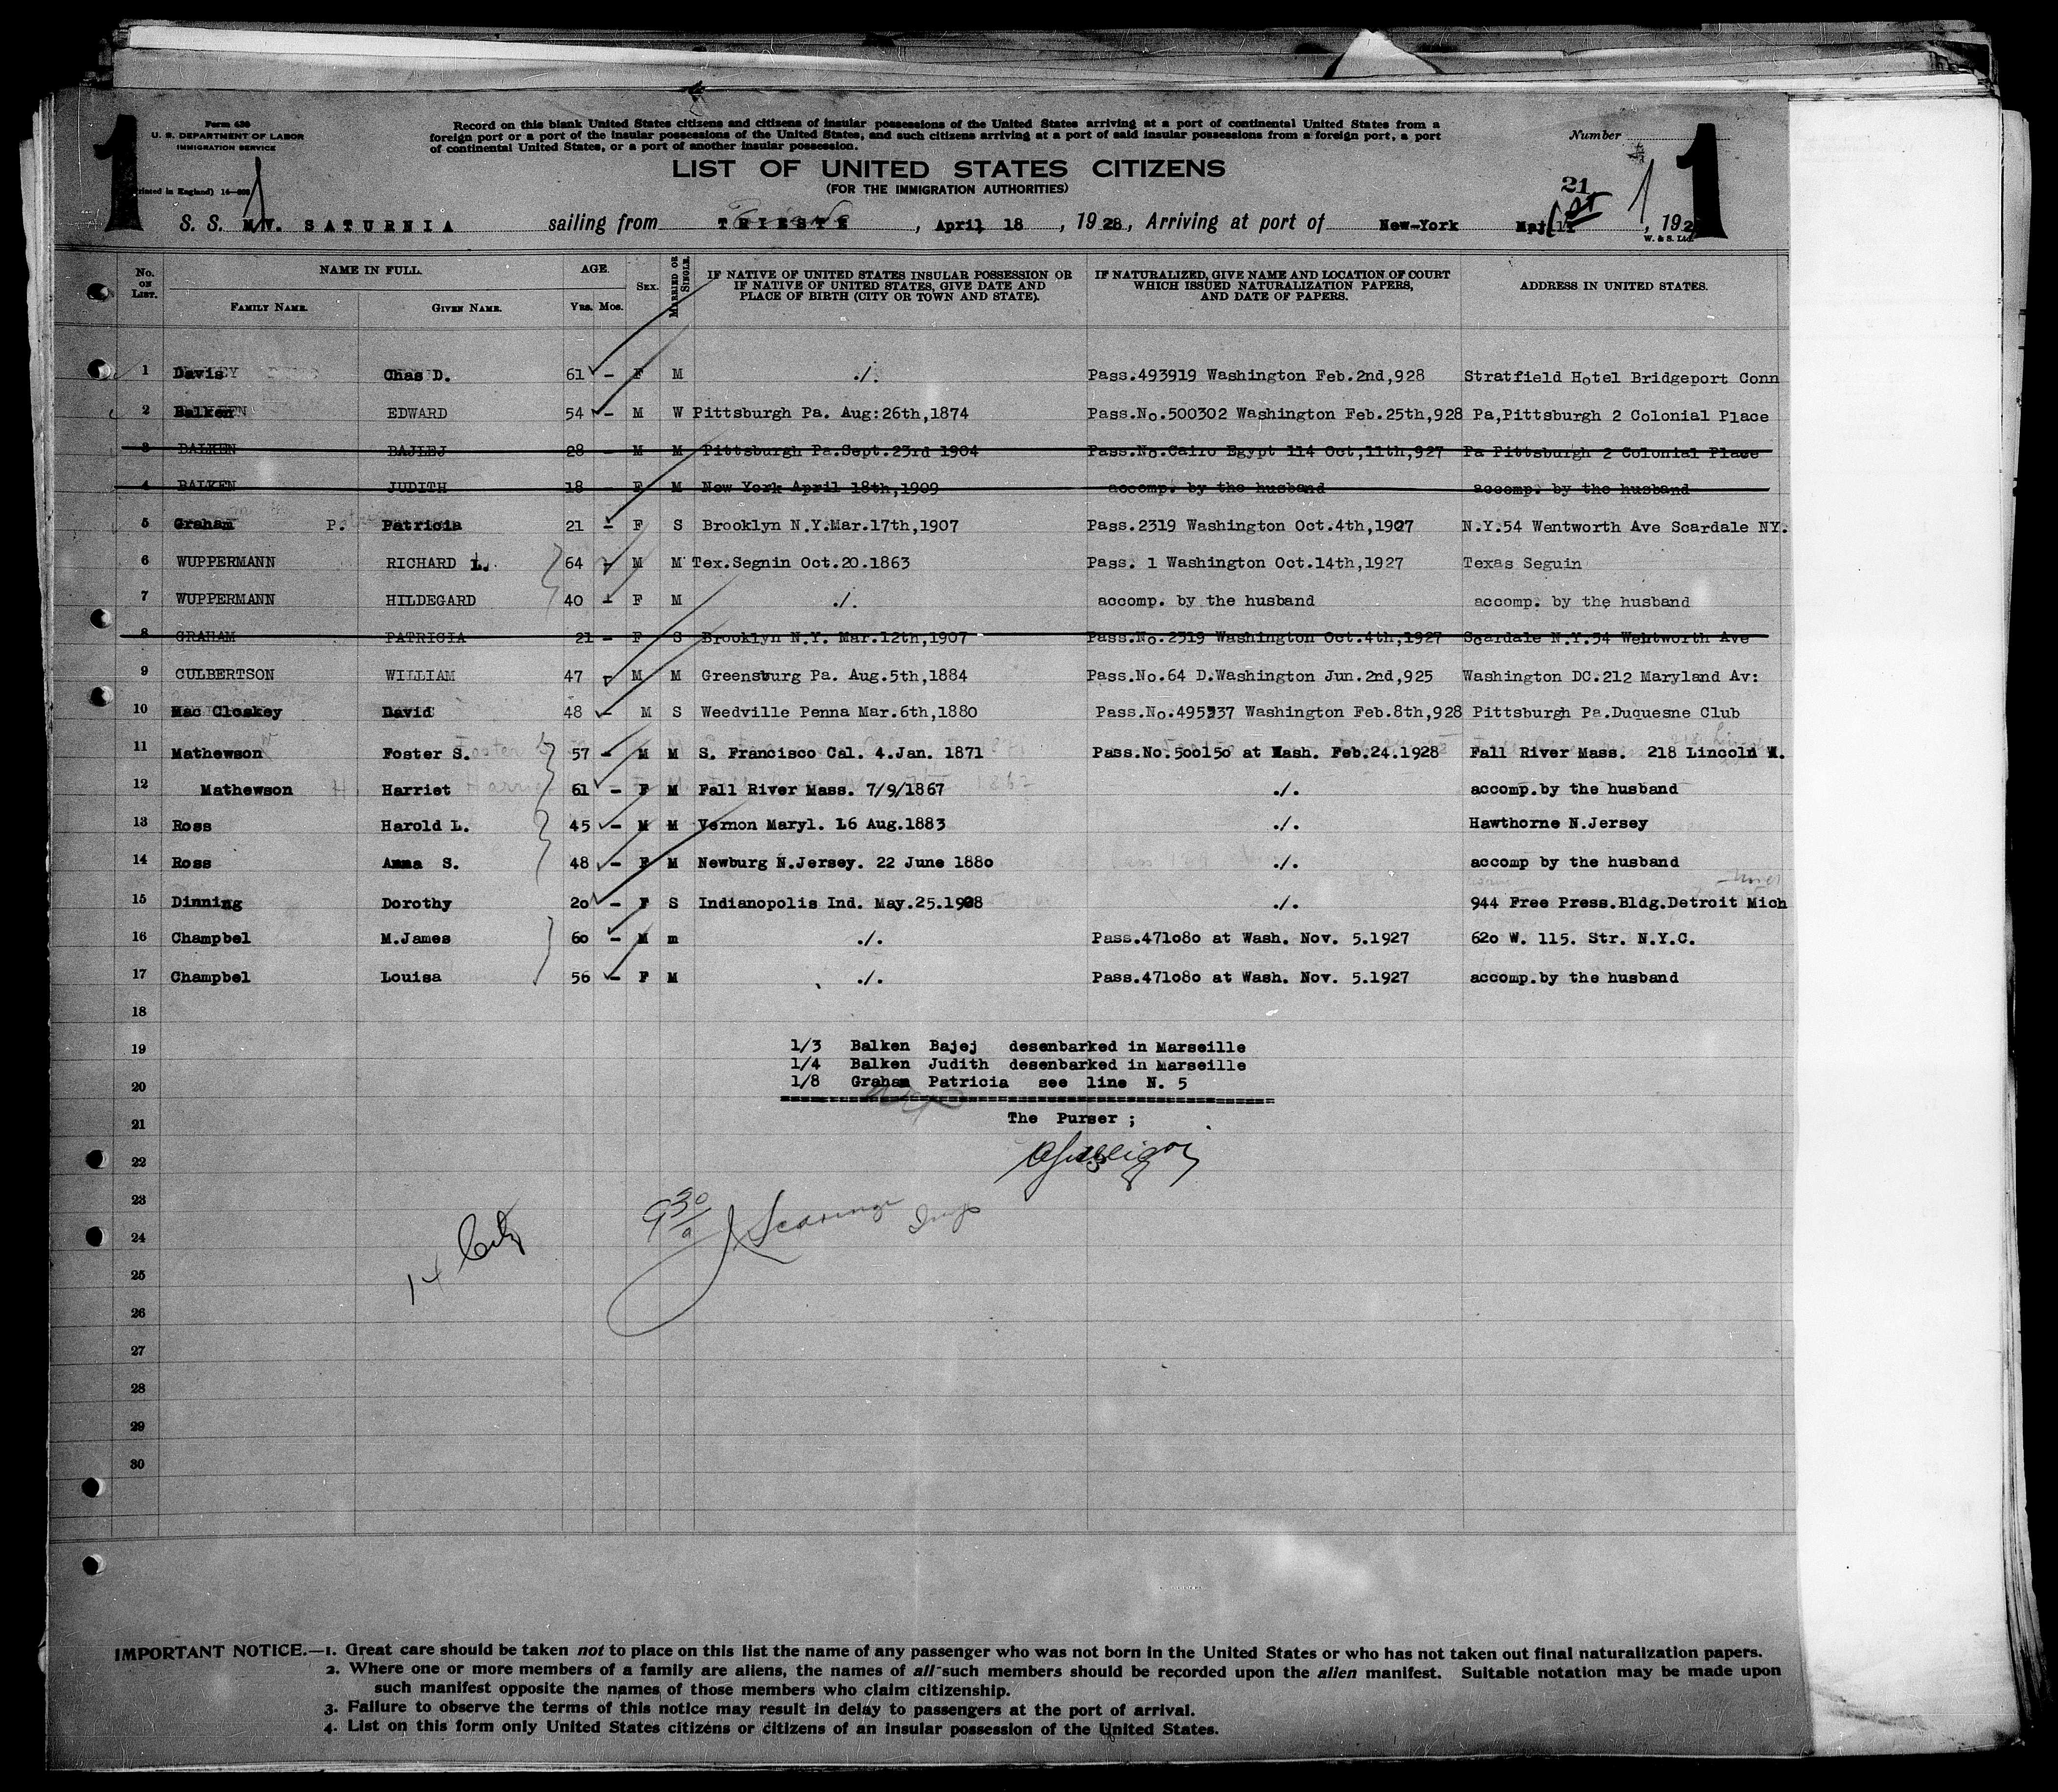 1
Form 630
U. S. DEPARTMENT OF LABOR
IMMIGRATION SERVICE
(Printed in England) 14—
Record on this blank United States citizens and citizens of insular possessions of the United States arriving at a port of continental United States from a
foreign port or a port of the insular possessions of the United States, and such citizens arriving at a port of said insular possessions from a foreign port, a port
of continental United States, or a port of another insular possession.
Number
1
LIST OF UNITED STATES CITIZENS
(FOR THE IMMIGRATION AUTHORITIES)
21
st
S. S. M/V. SATURNIA sailing from TRIESTE, April 18, 1928, Arriving at port of New-York May 1, 192
W. & S. Ltd.
No. ON LIST. NAME IN FULL. FAMILY NAME. GIVEN NAME. AGE. Yrs. Mos. SEX. MARRIED OR SINGLE. IF NATIVE OF UNITED STATES INSULAR POSSESSION OR IF NATIVE OF UNITED STATES, GIVE DATE AND PLACE OF BIRTH (CITY OR TOWN AND STATE). IF NATURALIZED, GIVE NAME AND LOCATION OF COURT WHICH ISSUED NATURALIZATION PAPERS, AND DATE OF PAPERS. ADDRESS IN UNITED STATES.
1 Davis Chas D. 61 - F M ./. Pass.493919 Washington Feb.2nd,928 Stratfield Hotel Bridgeport Conn
2 Balken EDWARD 54 - M W Pittsburgh Pa. Aug:26th,1874 Pass.No.500302 Washington Feb.25th,928 Pa,Pittsburgh 2 Colonial Place
3 BALKEN BAJLEJ 28 - M M Pittsburgh Pa.Sept.23rd 1904 Pass.No.Cairo Egypt 114 Oct,11th,927 Pa Pittsburgh 2 Colonial Place
4 BALKEN JUDITH 18 - F M New York April 18th,1909 accomp. by the husband accomp. by the husband
5 Graham P. Patricia 21 - F S Brooklyn N.Y.Mar.17th,1907 Pass.2319 Washington Oct.4th,1927 N.Y.54 Wentworth Ave Scardale NY.
6 WUPPERMANN RICHARD L. 64 - M M Tex.Segnin Oct.20.1863 Pass. 1 Washington Oct.14th,1927 Texas Seguin
7 WUPPERMANN HILDEGARD 40 - F M ./. accomp. by the husband accomp. by the husband
8 GRAHAM PATRICIA 21 - F S Brooklyn N.Y. Mar.12th,1907 Pass.No.2319 Washington Oct.4th,1927 Scardale N.Y.54 Wentworth Ave
9 CULBERTSON WILLIAM 47 - M M Greensburg Pa. Aug.5th,1884 Pass.No.64 D.Washington Jun.2nd,925 Washington DC.212 Maryland Av:
10 Mac Closkey David 48 - M S Weedville Penna Mar.6th,1880 Pass.No.495537 Washington Feb.8th,928 Pittsburgh Pa.Duquesne Club
11 Mathewson Foster S. 57 - M M S. Francisco Cal. 4.Jan. 1871 Pass.No.500150 at Wash. Feb.24.1928 Fall River Mass. 218 Lincoln W.
12 Mathewson Harriet 61 - F M Fall River Mass. 7/9/1867 ./. accomp.by the husband
13 Ross Harold L. 45 - M M Vernon Maryl. 16 Aug.1883 ./. Hawthorne N.Jersey
14 Ross Anna S. 48 - F M Newburg N.Jersey. 22 June 1880 ./. accomp by the husband
15 Dinning Dorothy 20 - F S Indianopolis Ind. May.25.1908 ./. 944 Free Press.Bldg.Detroit Mich
16 Champbel M.James 60 - M m ./. Pass.471080 at Wash. Nov. 5.1927 620 W. 115. Str. N.Y.C.
17 Champbel Louisa 56 - F M ./. Pass.471080 at Wash. Nov. 5.1927 accomp.by the husband
18
19 1/3 Balken Bajej desenbarked in Marseille
1/4 Balken Judith desenbarked in Marseille
20 1/8 Graham Patricia see line N. 5
21 The Purser ;
22
23
9 30/a
24
14
25
26
27
28
29
30
IMPORTANT NOTICE.—1. Great care should be taken not to place on this list the name of any passenger who was not born in the United States or who has not taken out final naturalization papers.
2. Where one or more members of a family are aliens, the names of all such members should be recorded upon the alien manifest. Suitable notation may be made upon
such manifest opposite the names of those members who claim citizenship.
3. Failure to observe the terms of this notice may result in delay to passengers at the port of arrival.
4. List on this form only United States citizens or citizens of an insular possession of the United States.